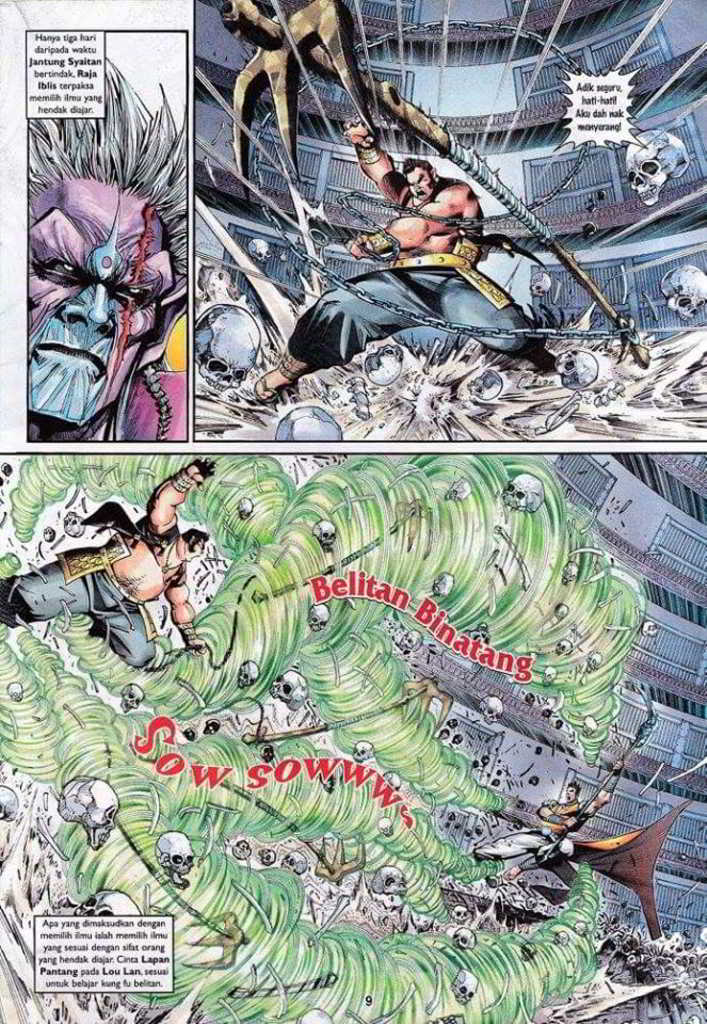 Hanya tiga hari
daripada waktu
Jantung Syaitan
bertindak, Raja
Iblis terpaksa
memilih ilmu yang
hendak diajar.
Adik seguru,
hati-hati!
Aku dah nak
menyerang!
Belitan Binatang
SOW SOWWWS
Apa yang dimaksudkan dengan
memilih ilmu ialah memilih ilmu
yang sesuai dengan sifat orang
yang hendak diajar. Cinta Lapan
Pantang pada Lou Lan, sesuai
untuk belajar kung fu belitan.
9